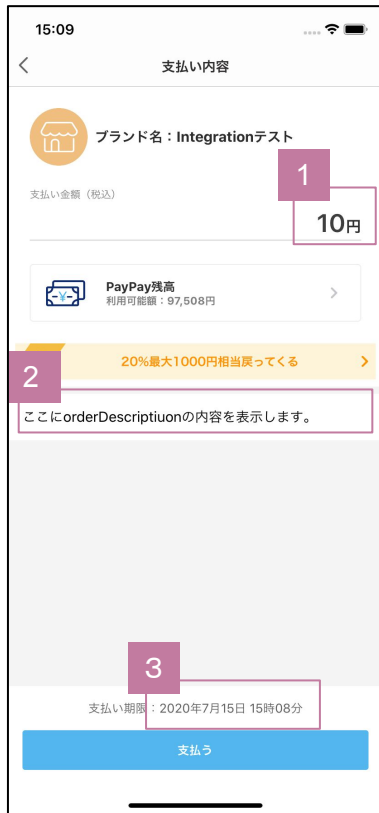 15:09
支払い内容
ブランド名：Integrationテスト
1
支払い金額（税込）
10円
PayPay残高
利用可能額：97,508円
20%最大1000円相当戻ってくる
2
ここにorderDescriptiuonの内容を表示します。
3
支払い期限：2020年7月15日 15時08分
支払う